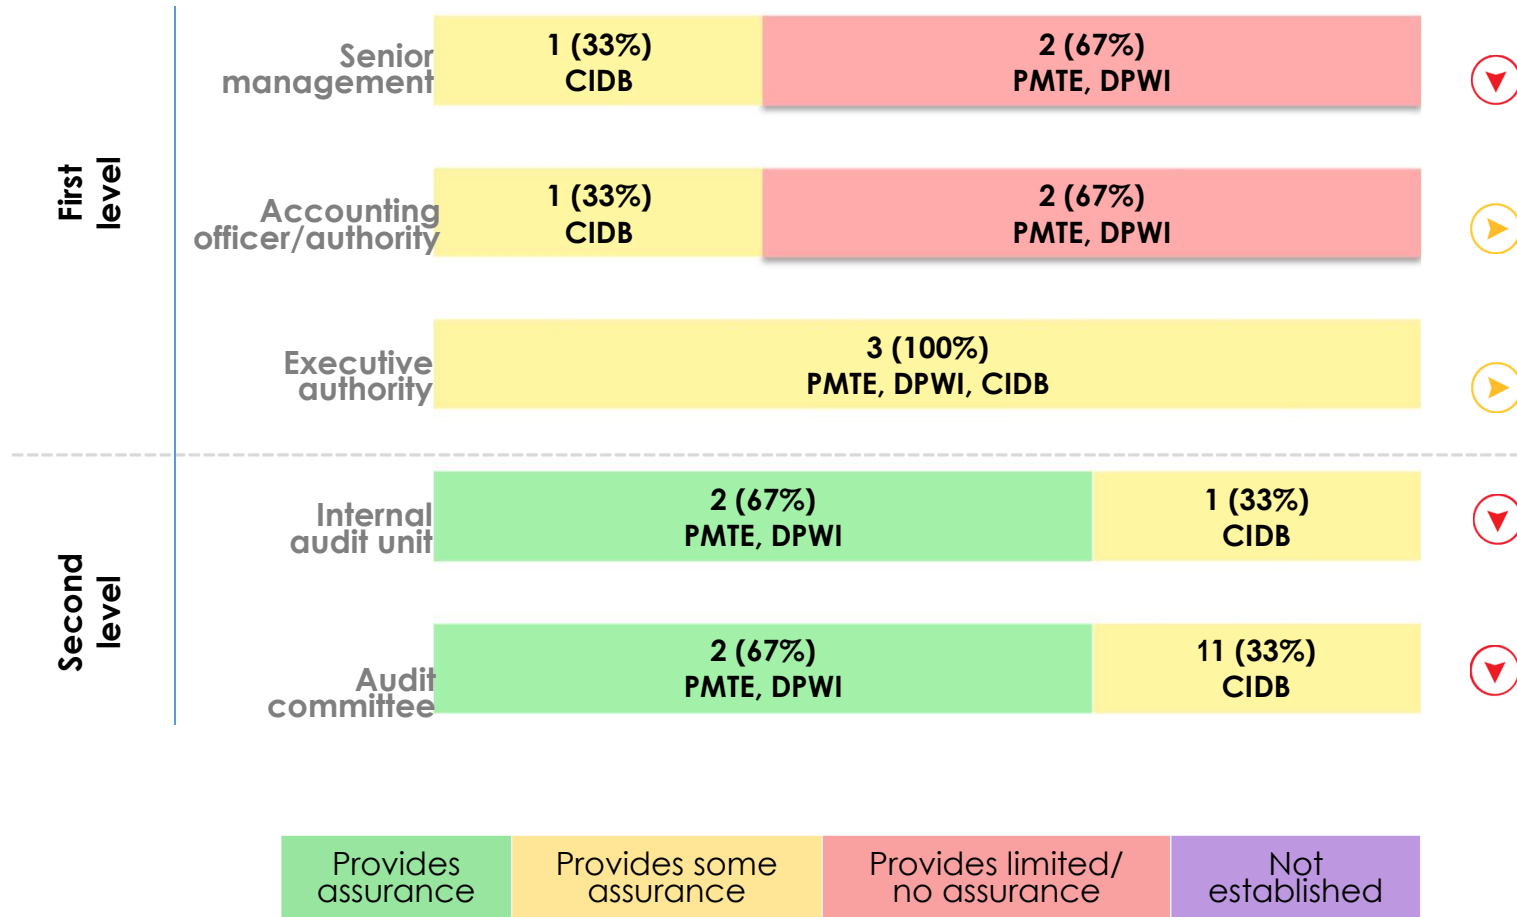 First
level
Senior
management
1 (33%)
CIDB
2 (67%)
PMTE, DPWI
Accounting
officer/authority
1 (33%)
CIDB
2 (67%)
PMTE, DPWI
Executive
authority
3 (100%)
PMTE, DPWI, CIDB
Second
level
Internal
audit unit
2 (67%)
PMTE, DPWI
1 (33%)
CIDB
Audit
committee
2 (67%)
PMTE, DPWI
11 (33%)
CIDB
Provides
assurance
Provides some
assurance
Provides limited/
no assurance
Not
established